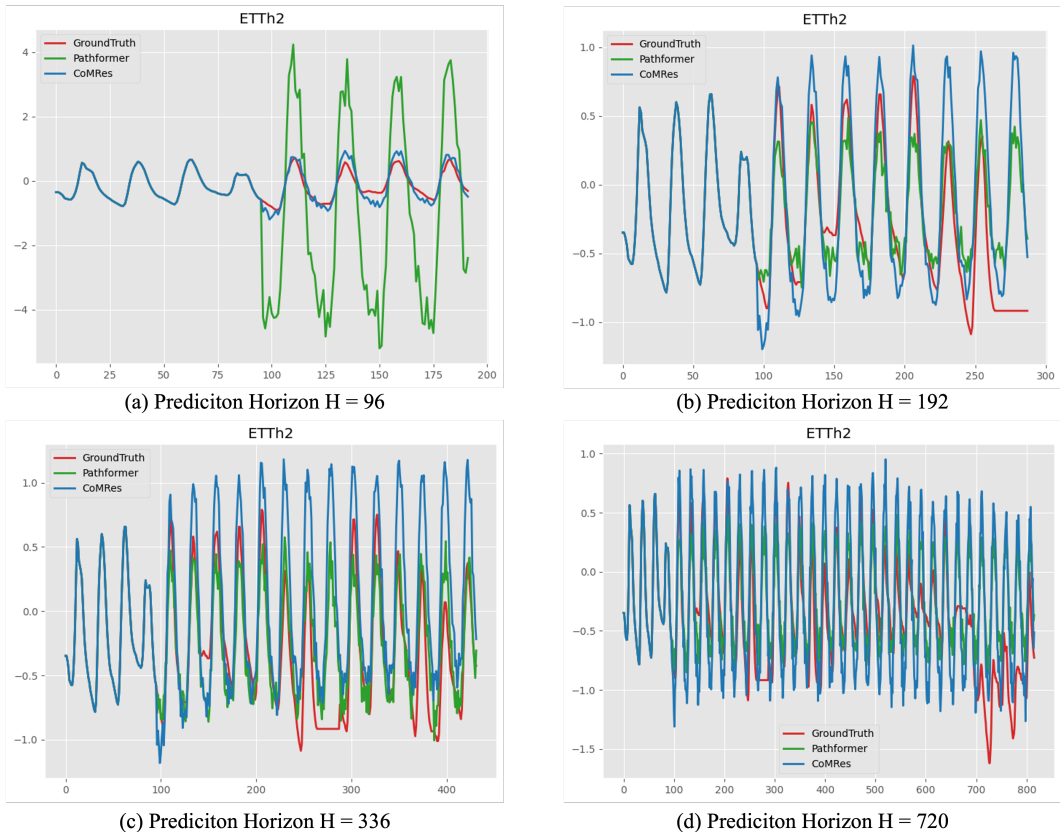 ETTh2
GroundTruth
Pathformer
CoMRes
4
2
0
−2
−4
0
25
50
75
100
125
150
175
200
(a) Prediciton Horizon H = 96
ETTh2
GroundTruth
Pathformer
CoMRes
1.0
0.5
0.0
−0.5
−1.0
0
50
100
150
200
250
300
(b) Prediciton Horizon H = 192
ETTh2
GroundTruth
Pathformer
CoMRes
1.0
0.5
0.0
−0.5
−1.0
0
100
200
300
400
(c) Prediciton Horizon H = 336
ETTh2
1.0
0.5
0.0
−0.5
−1.0
−1.5
GroundTruth
Pathformer
CoMRes
0
100
200
300
400
500
600
700
800
(d) Prediciton Horizon H = 720